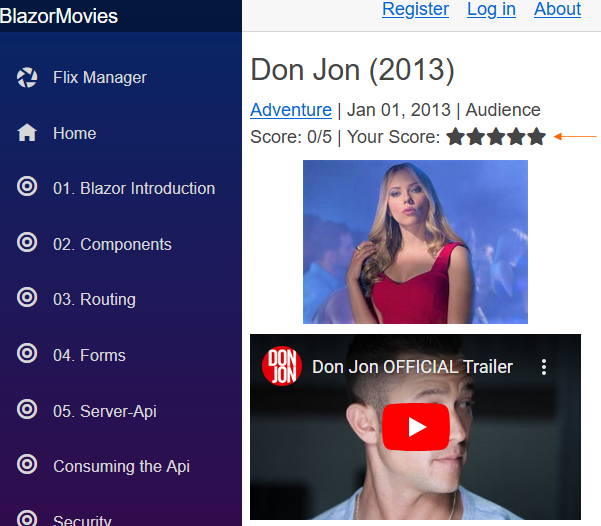 BlazorMovies
Register Log in About
Flix Manager
Home
01. Blazor Introduction
02. Components
03. Routing
04. Forms
05. Server-Api
Consuming the Api
Security
Don Jon (2013)
Adventure | Jan 01, 2013 | Audience
Score: 0/5 | Your Score:
DON
JON
Don Jon OFFICIAL Trailer